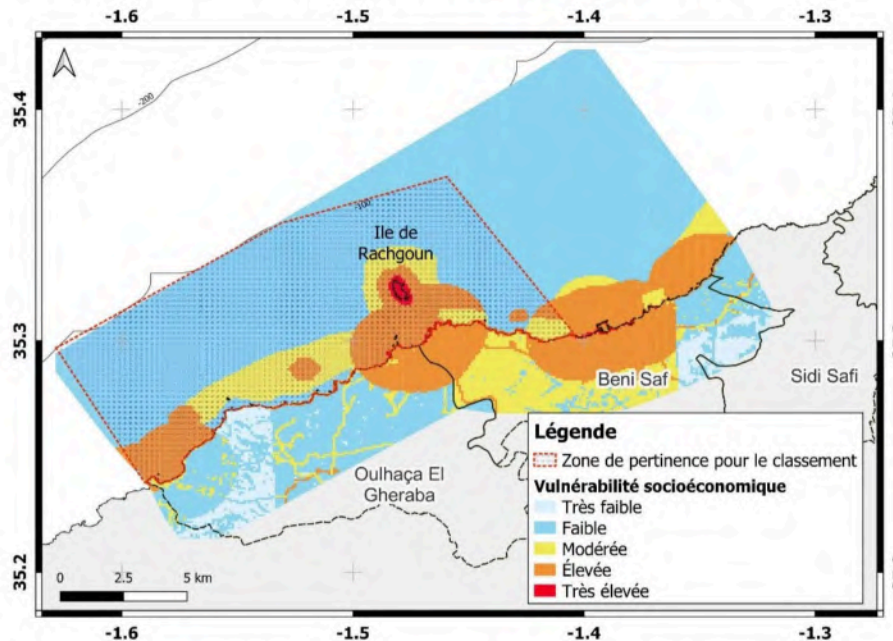 -1.6 -1.5 -1.4 -1.3
35.4
35.3
35.2
-200
-100
Ile de
Rachgoun
Beni Saf
Sidi Safi
Oulhaça El
Gheraba
Légende
Zone de pertinence pour le classement
Vulnérabilité socioéconomique
Très faible
Faible
Modérée
Élevée
Très élevée
0 2.5 5 km
-1.6 -1.5 -1.4 -1.3